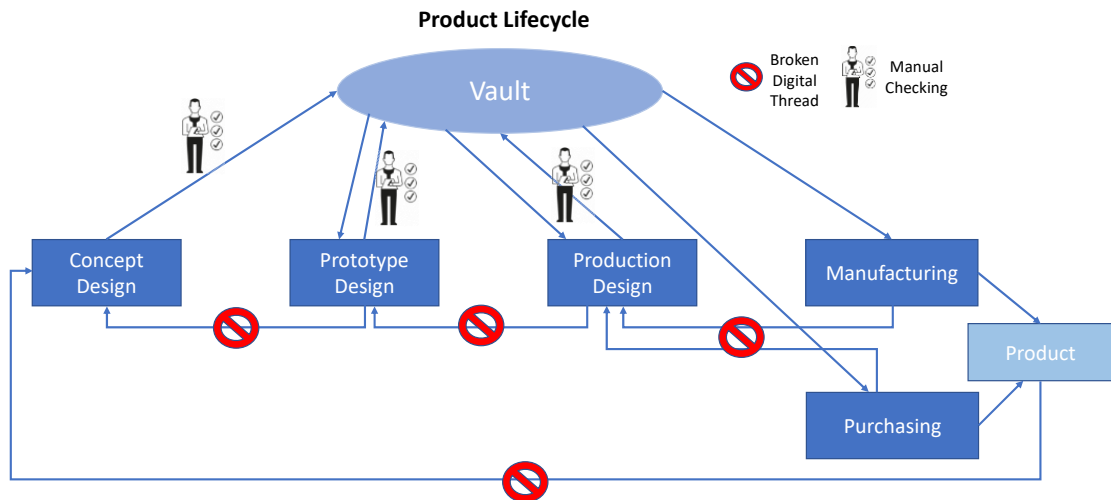 Product Lifecycle
Vault
Broken
Digital
Thread
Manual
Checking
Concept
Design
Prototype
Design
Production
Design
Manufacturing
Product
Purchasing